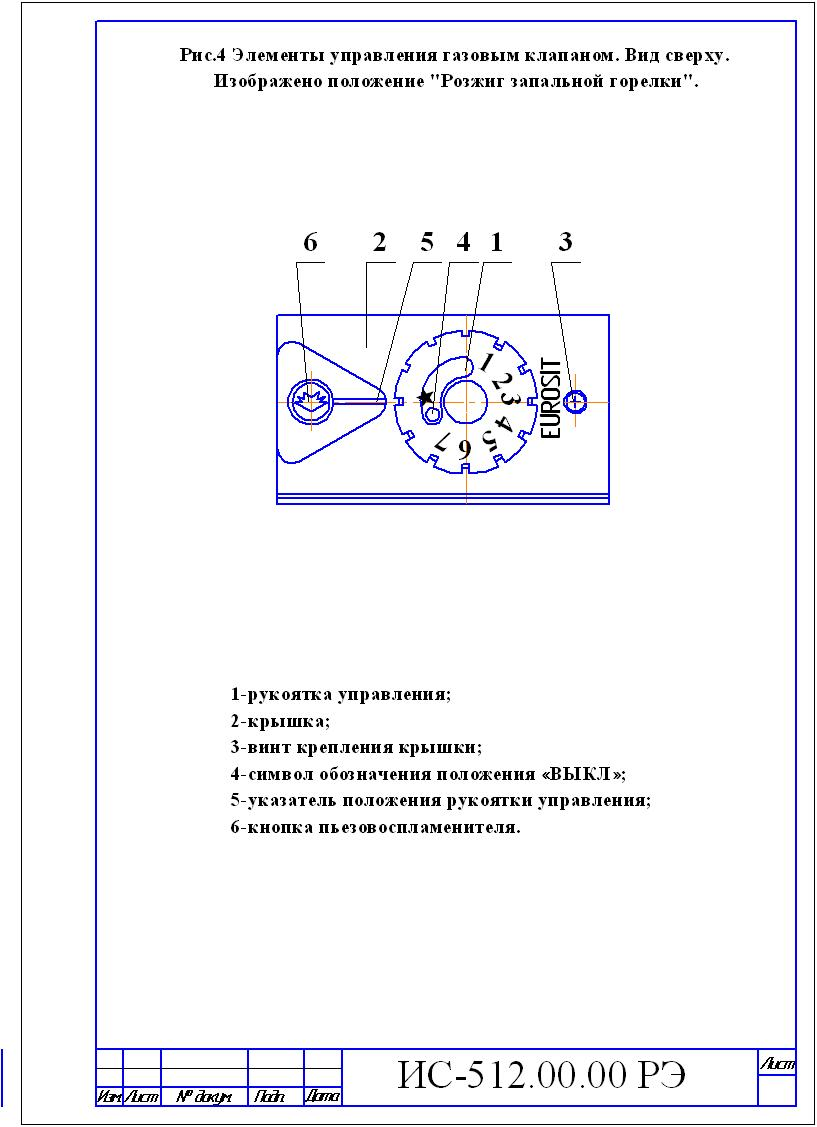 Рис.4 Элементы управления газовым клапаном. Вид сверху.
Изображено положение "Розжиг запальной горелки".
6 2 5 4 1 3
1 2 3 4 5 6 7
EUROSIT
1-рукоятка управления;
2-крышка;
3-винт крепления крышки;
4-символ обозначения положения «ВЫКЛ»;
5-указатель положения рукоятки управления;
6-кнопка пьезовоспламенителя.
Изм Лист № докум. Подп. Дата
ИС-512.00.00 РЭ
Лист